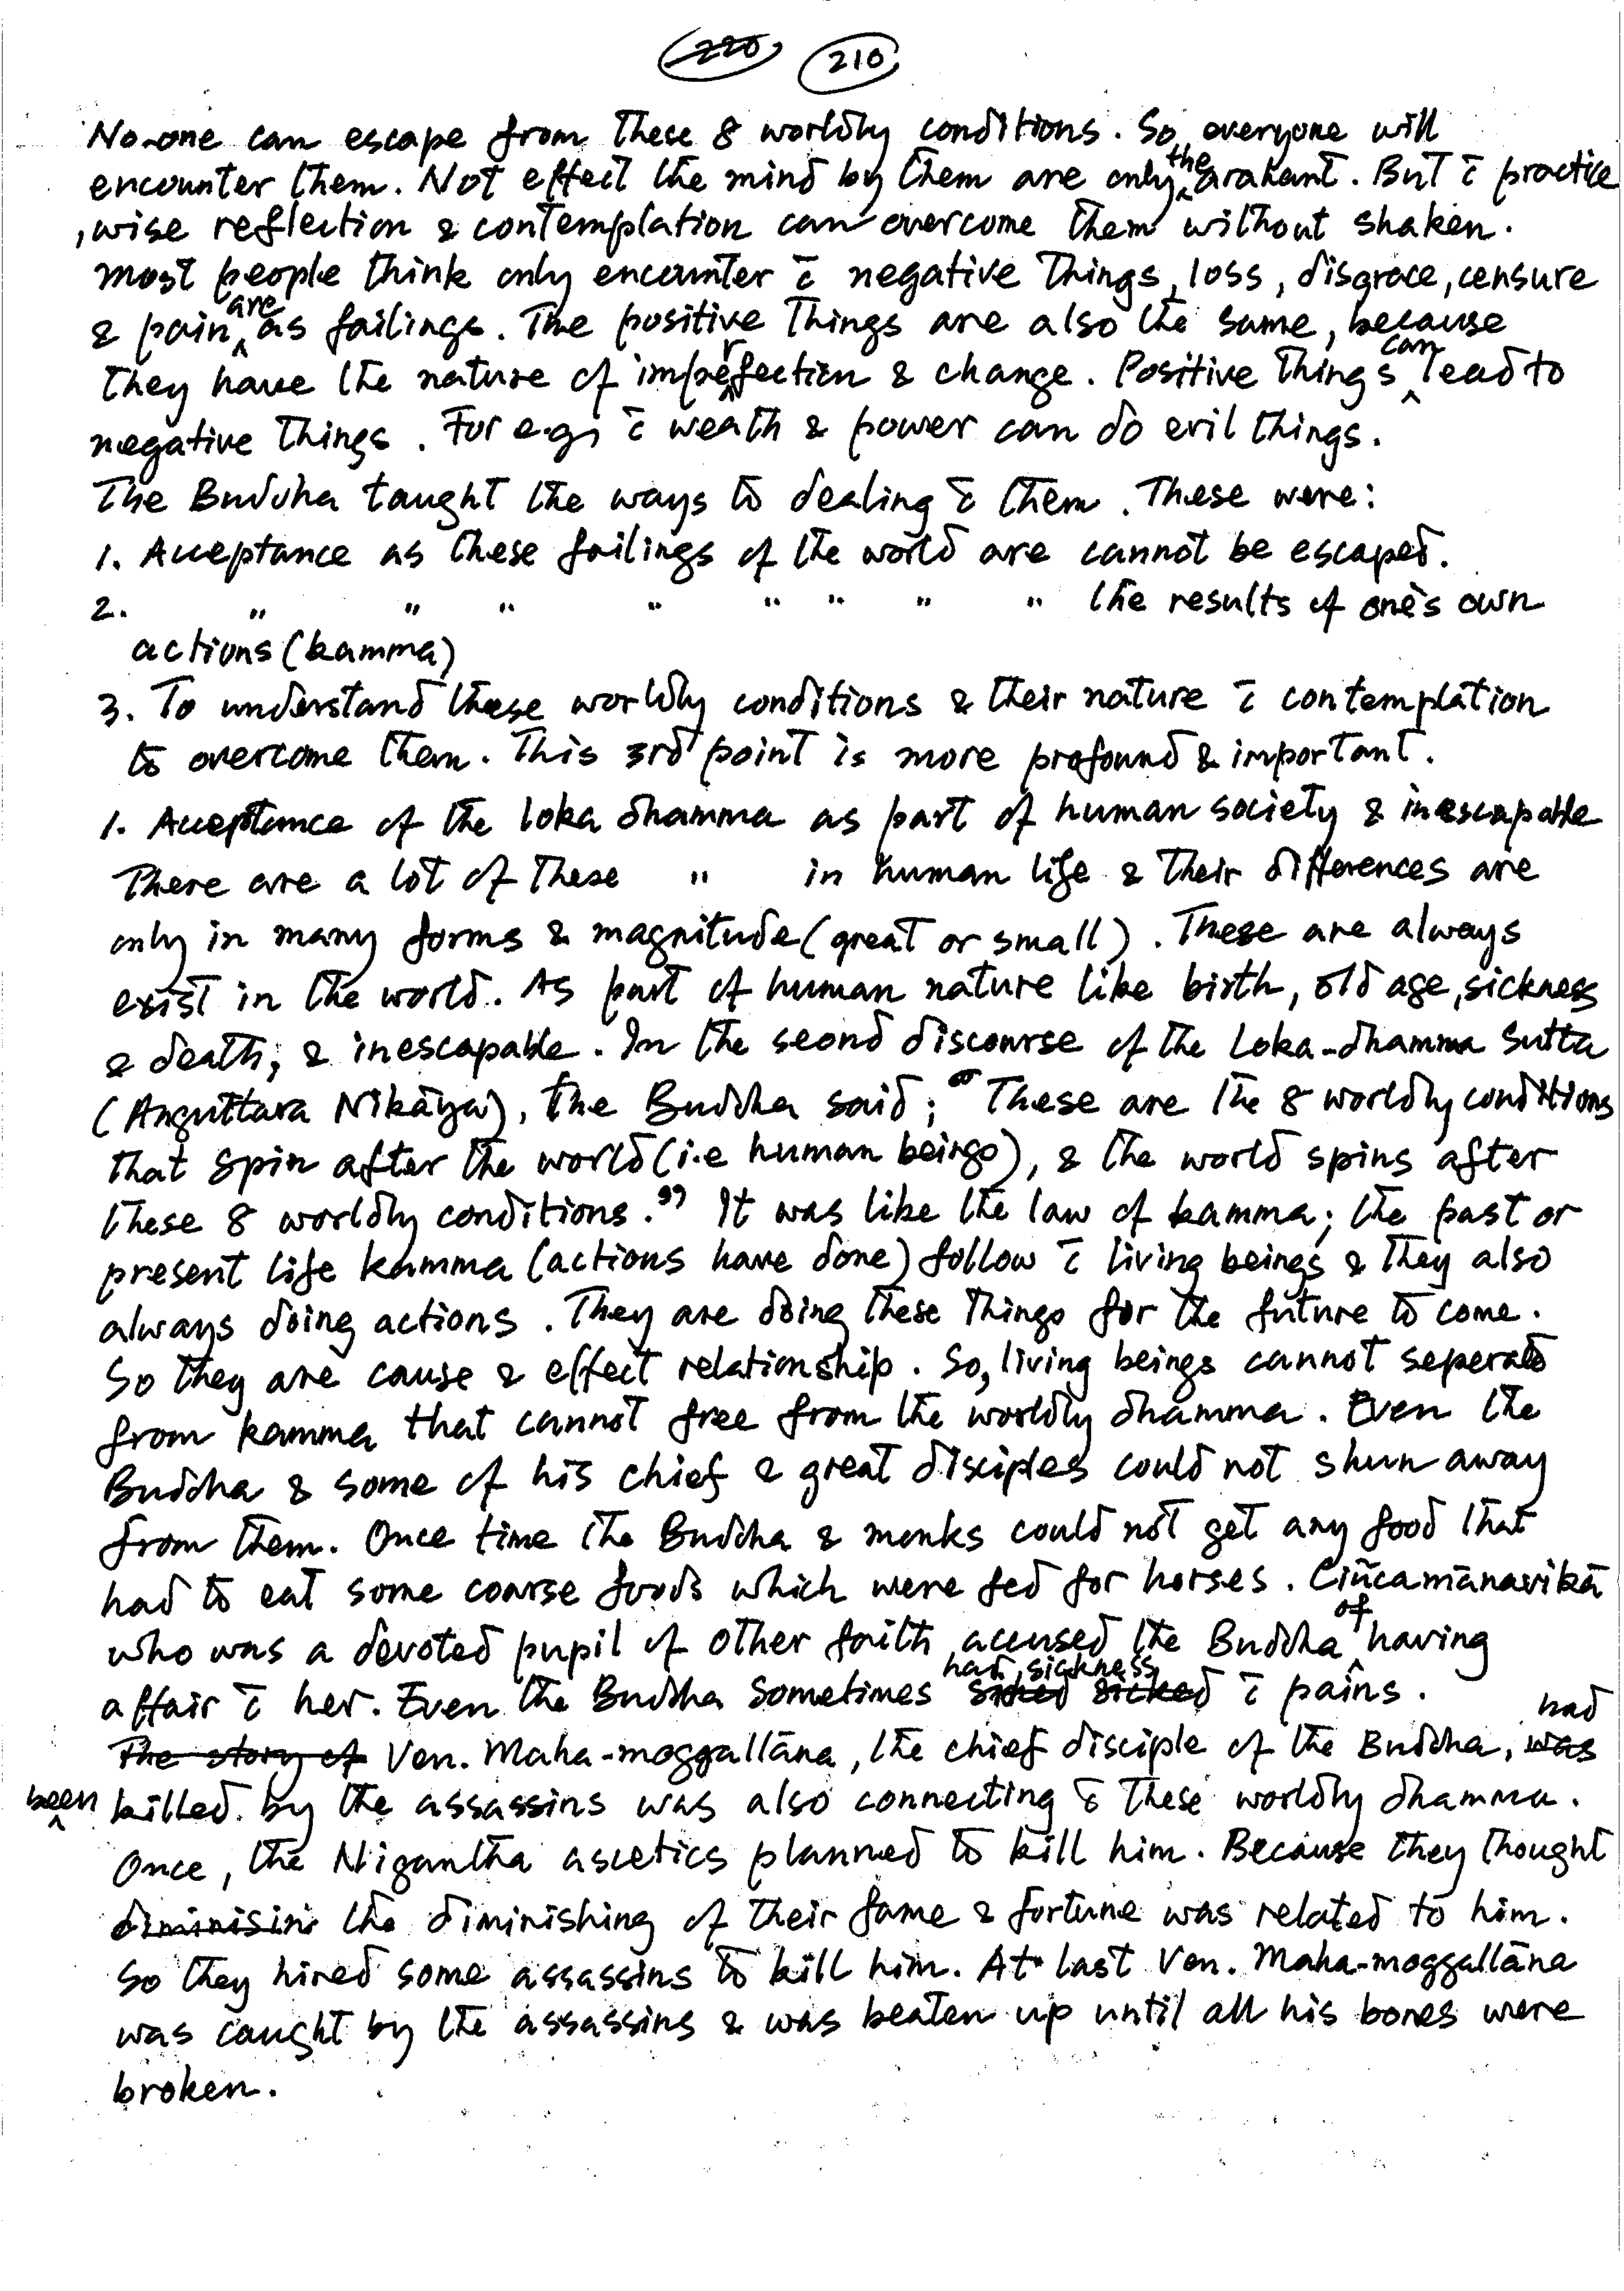 220 210
No-one can escape from these 8 worldly conditions. So, everyone will
encounter them. Not effect the mind by them are only the arahant. But c̄ practice
, wise reflection & contemplation can overcome them without shaken.
most people think only encounter c̄ negative things, loss, disgrace, censure
& pain are as failings. The positive things are also the same, because
they have the nature of imperfection & change. Positive things can lead to
negative things. For e.g, c̄ weath & power can do evil things.
The Buddha taught the ways to dealing c̄ them. These were:
1. Acceptance as these failings of the world are cannot be escaped.
2. " " " " " " " " the results of one's own
actions (kamma)
3. To understand these worldly conditions & their nature c̄ contemplation
to overcome them. This 3rd point is more profound & important.
1. Acceptance of the loka dhamma as part of human society & inescapable
There are a lot of these " in human life & their differences are
only in many forms & magnitude (great or small). These are always
exist in the world. As part of human nature like birth, old age, sickness
& death; & inescapable. In the seond discourse of the Loka-dhamma Sutta
(Anguttara Nikāya), the Buddha said; "These are the 8 worldly conditions
that spin after the world (i.e human beings), & the world spins after
these 8 worldly conditions." It was like the law of kamma; the past or
present life kamma (actions have done) follow c̄ living beings & they also
always doing actions. They are doing these things for the future to come.
So they are cause & effect relationship. So, living beings cannot seperate
from kamma that cannot free from the worldly dhamma. Even the
Buddha & some of his chief & great disciples could not shun away
from them. Once time the Buddha & monks could not get any food that
had to eat some coarse foods which were fed for horses. Ciñcamānavikā
who was a devoted pupil of other faith accused the Buddha of having
affair c̄ her. Even the Buddha sometimes had sickness c̄ pains.
The story of Ven. Maha-moggallāna, the chief disciple of the Buddha, was had
been killed by the assassins was also connecting to these worldly dhamma.
Once, the Nigantha ascetics planned to kill him. Because they thought
diminisin the diminishing of their fame & fortune was related to him.
So they hired some assassins to kill him. At last Ven. Maha-moggallāna
was caught by the assassins & was beaten up until all his bones were
broken.